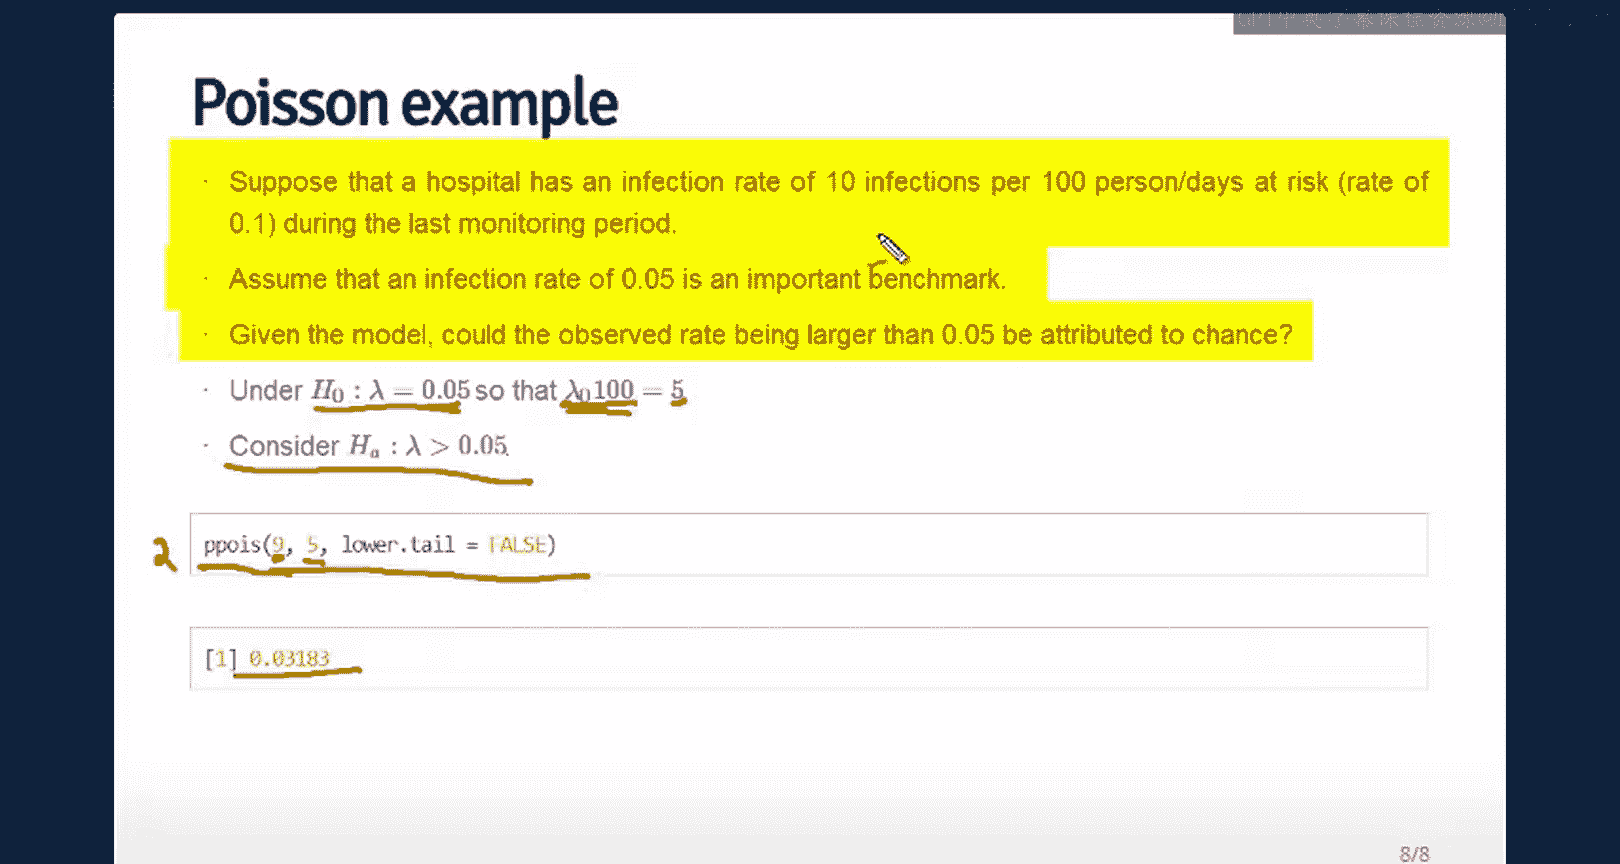 Poisson example
· Suppose that a hospital has an infection rate of 10 infections per 100 person/days at risk (rate of
0.1) during the last monitoring period.
· Assume that an infection rate of 0.05 is an important benchmark.
· Given the model, could the observed rate being larger than 0.05 be attributed to chance?
· Under H₀ : λ = 0.05 so that λ₀100 = 5
· Consider Hₐ : λ > 0.05.
2 ppois(9, 5, lower.tail = FALSE)
[1] 0.03183
8/8